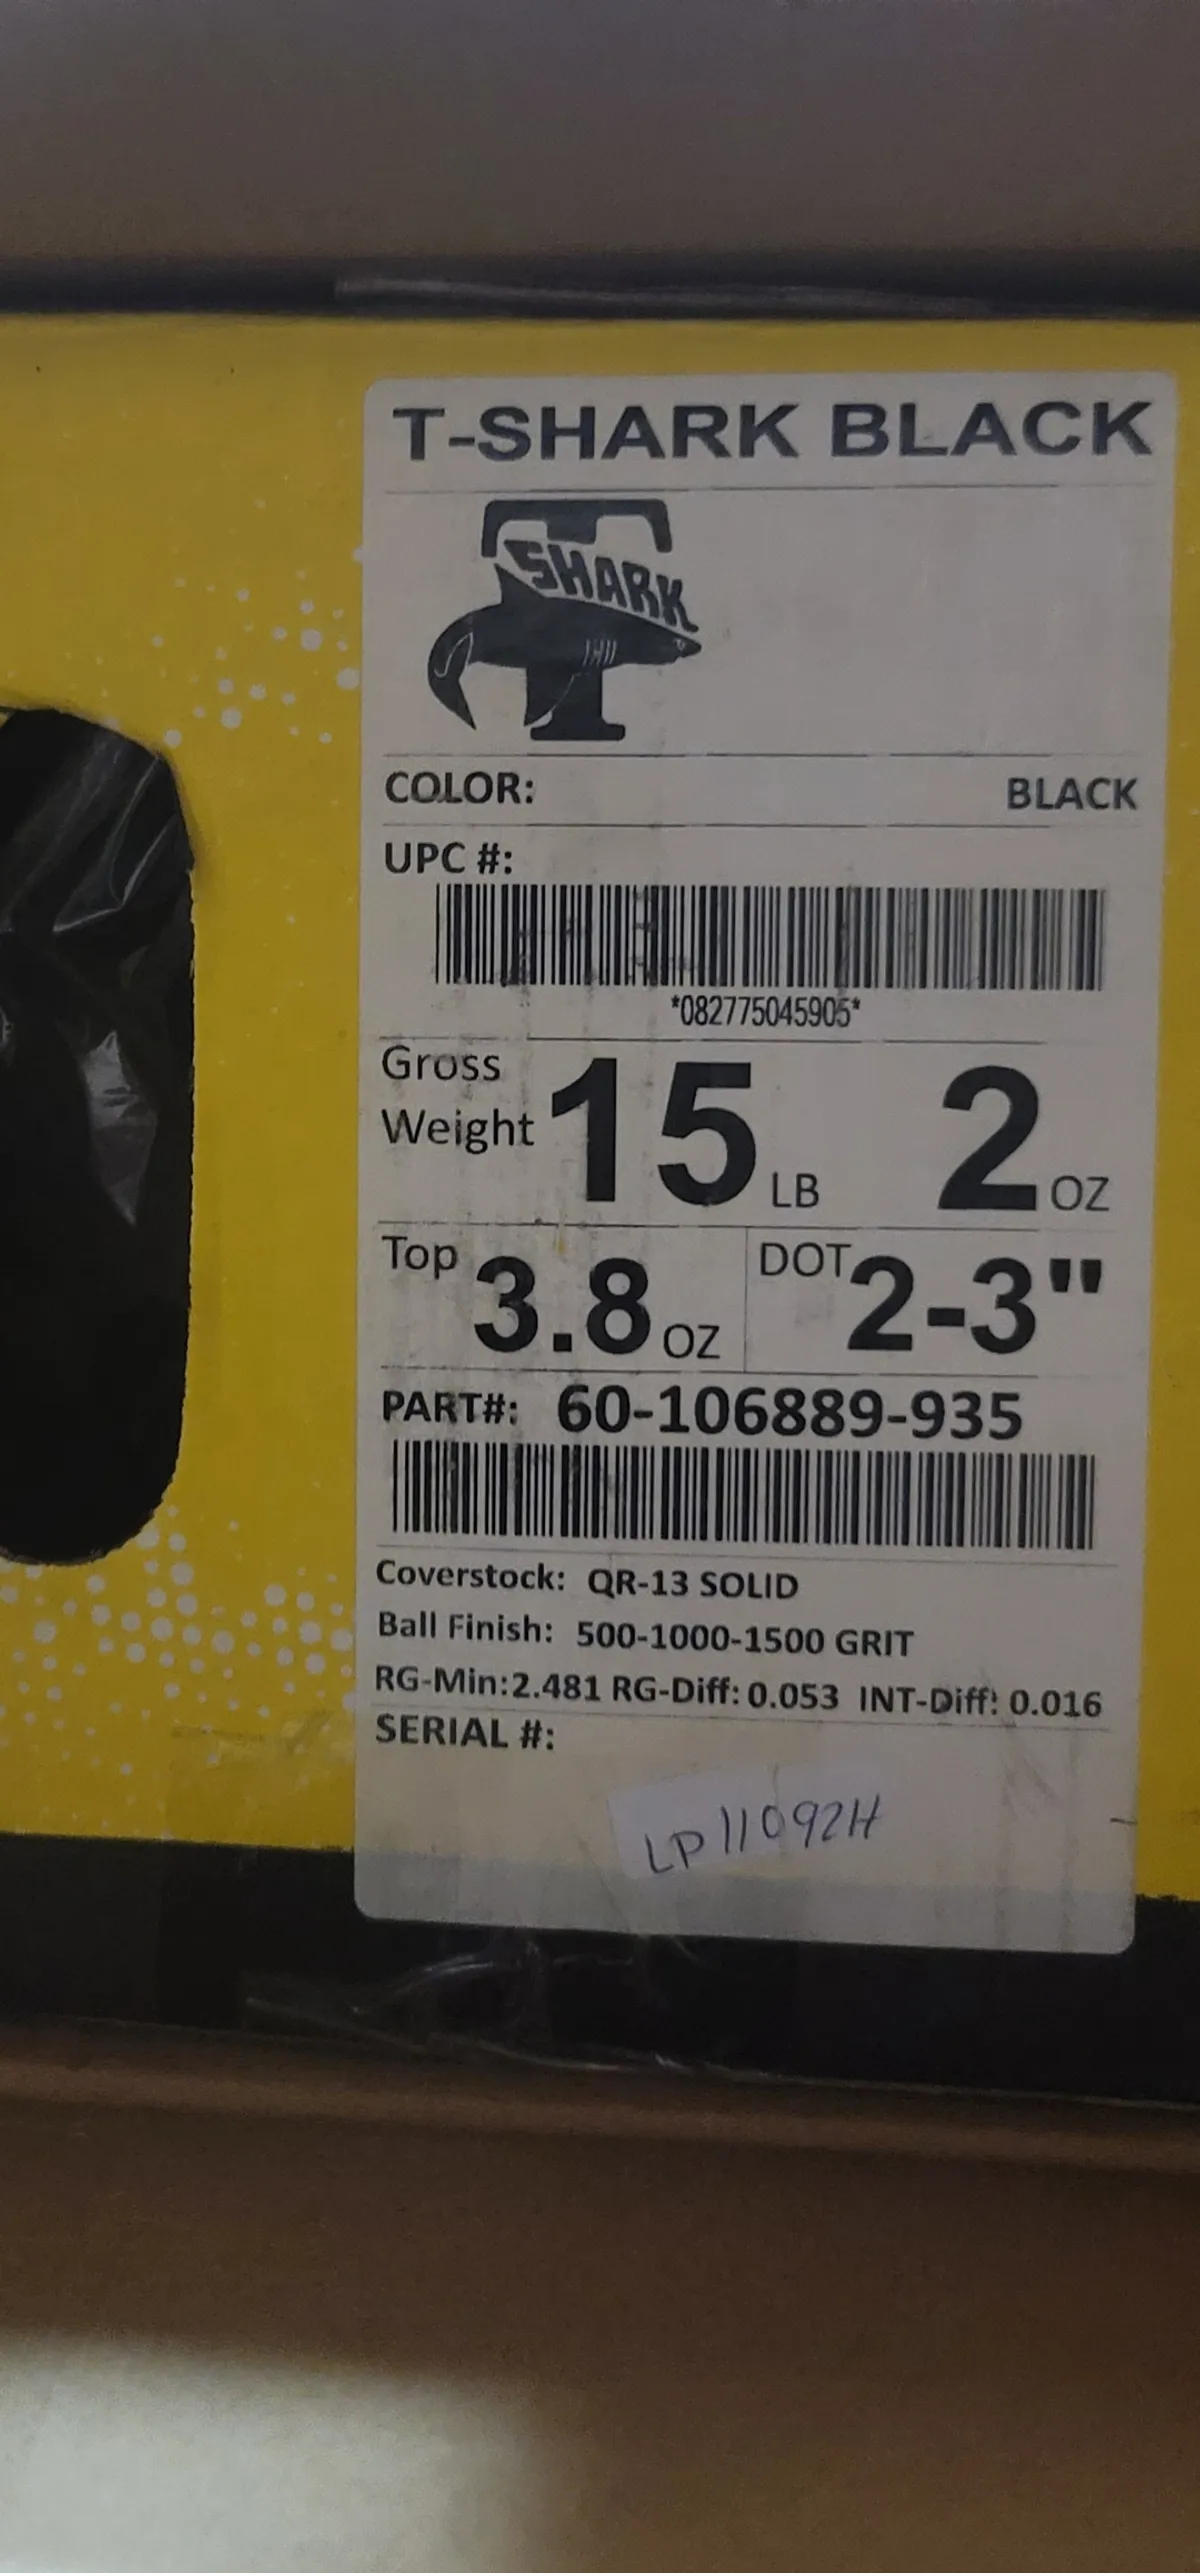 T-SHARK BLACK
T
SHARK
COLOR: BLACK
UPC #:
*082775045905*
Gross Weight 15 LB 2 OZ
Top 3.8 OZ DOT 2-3"
PART#: 60-106889-935
Coverstock: QR-13 SOLID
Ball Finish: 500-1000-1500 GRIT
RG-Min:2.481 RG-Diff: 0.053 INT-Diff: 0.016
SERIAL #:
LP11092H